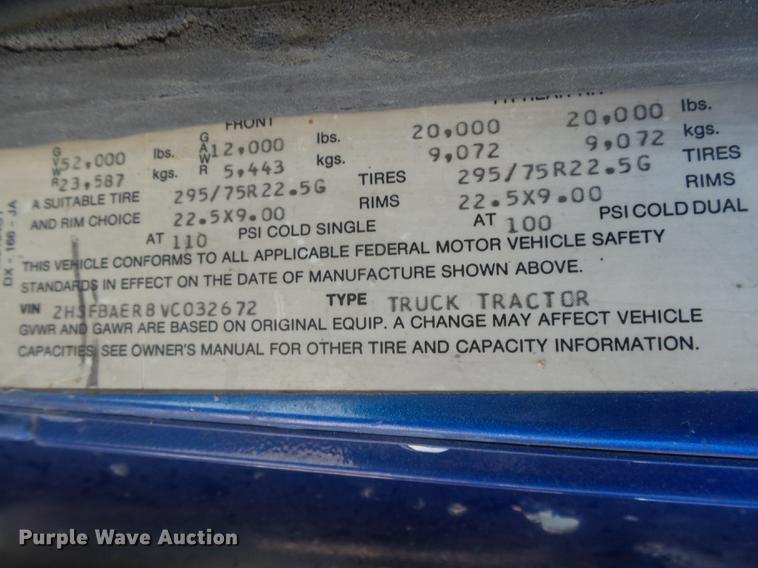 FRONT
GVWR 52,000 lbs. GAWR 12,000 lbs. 20,000 20,000 lbs.
23,587 kgs. 5,443 kgs. 9,072 9,072 kgs.
A SUITABLE TIRE 295/75R22.5G TIRES 295/75R22.5G TIRES
AND RIM CHOICE 22.5X9.00 RIMS 22.5X9.00 RIMS
AT 110 PSI COLD SINGLE AT 100 PSI COLD DUAL
THIS VEHICLE CONFORMS TO ALL APPLICABLE FEDERAL MOTOR VEHICLE SAFETY
STANDARDS IN EFFECT ON THE DATE OF MANUFACTURE SHOWN ABOVE.
VIN 2HSFBAER8VC032672 TYPE TRUCK TRACTOR
GVWR AND GAWR ARE BASED ON ORIGINAL EQUIP. A CHANGE MAY AFFECT VEHICLE
CAPACITIES, SEE OWNER'S MANUAL FOR OTHER TIRE AND CAPACITY INFORMATION.
DX - 166 - JA
Purple Wave Auction